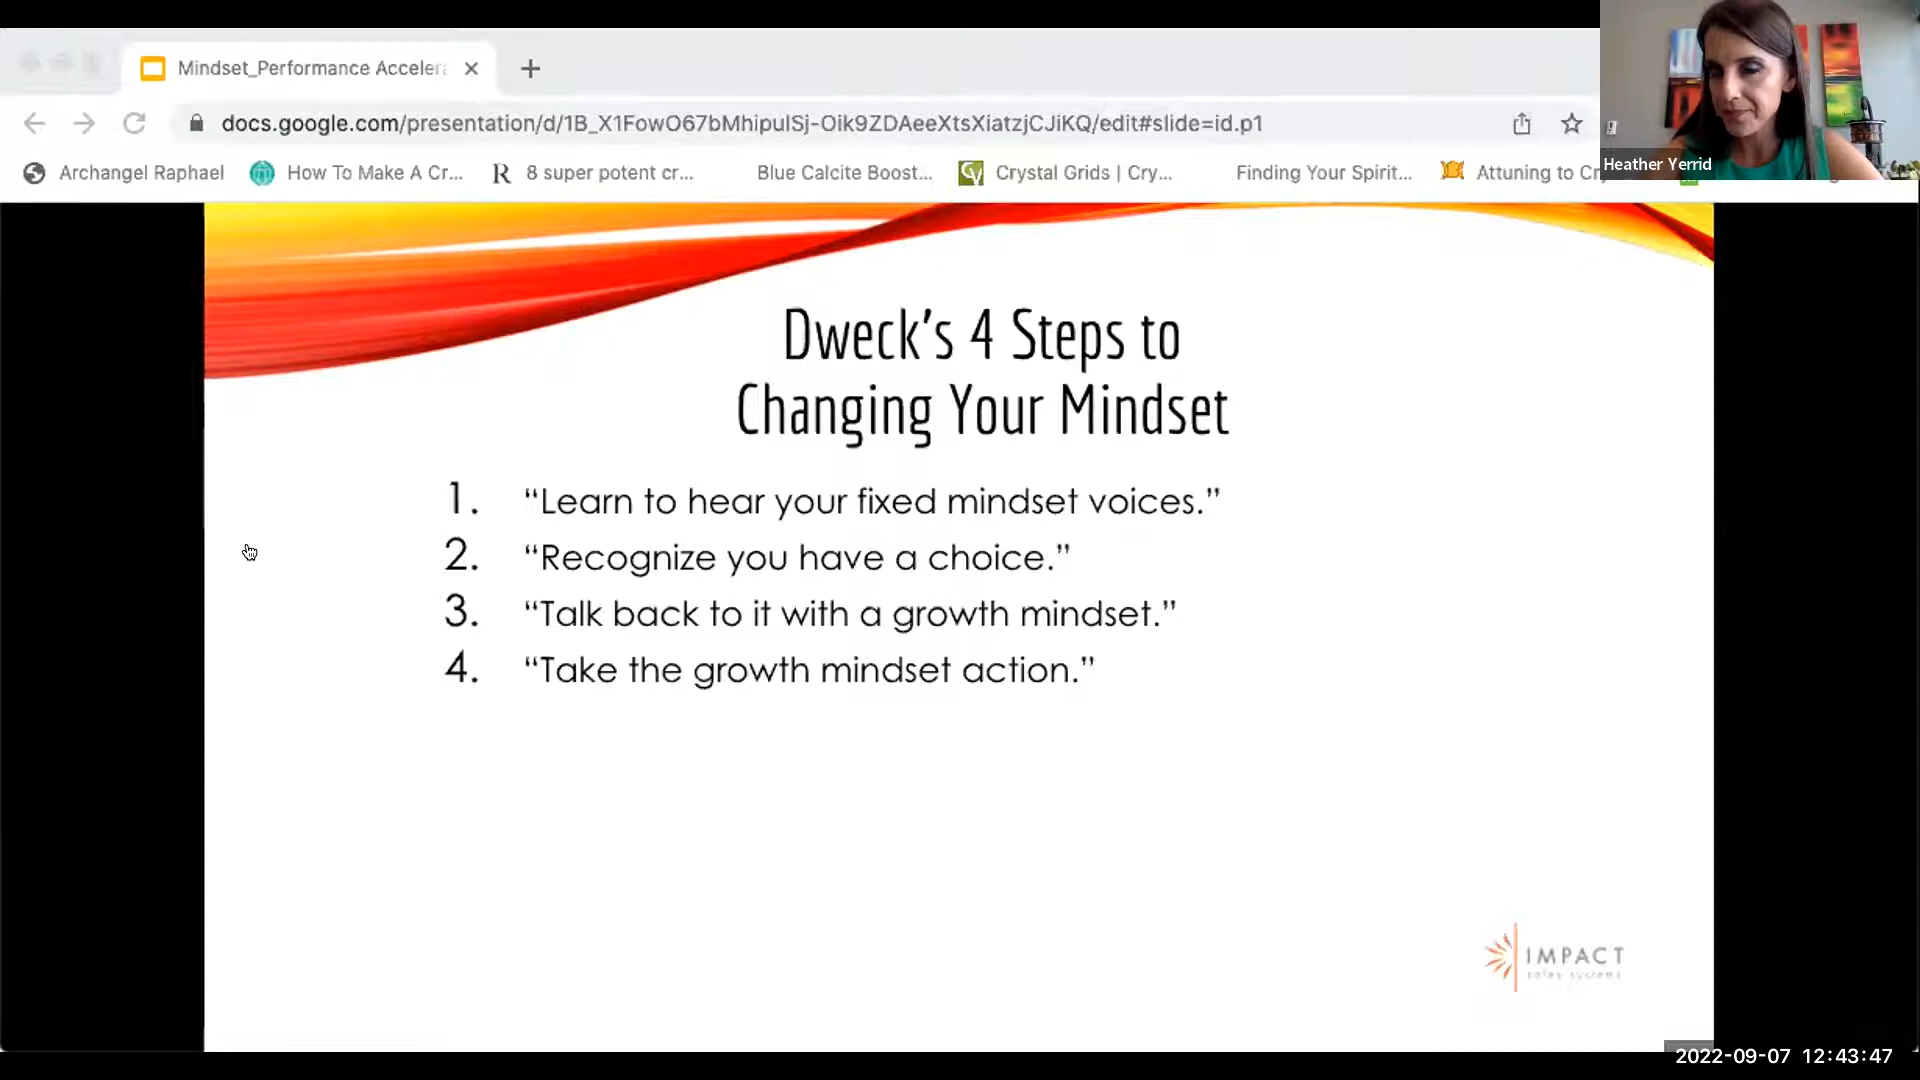 Mindset_Performance Acceler
docs.google.com/presentation/d/1B_X1FowO67bMhipulSj-Oik9ZDAeeXtsXiatzjCJiKQ/edit#slide=id.p1
Archangel Raphael
How To Make A Cr...
8 super potent cr...
Blue Calcite Boost...
Crystal Grids | Cry...
Finding Your Spirit...
Attuning to Cr
Heather Yerrid
Dweck’s 4 Steps to
Changing Your Mindset
1. “Learn to hear your fixed mindset voices.”
2. “Recognize you have a choice.”
3. “Talk back to it with a growth mindset.”
4. “Take the growth mindset action.”
IMPACT
sales systems
2022-09-07 12:43:47